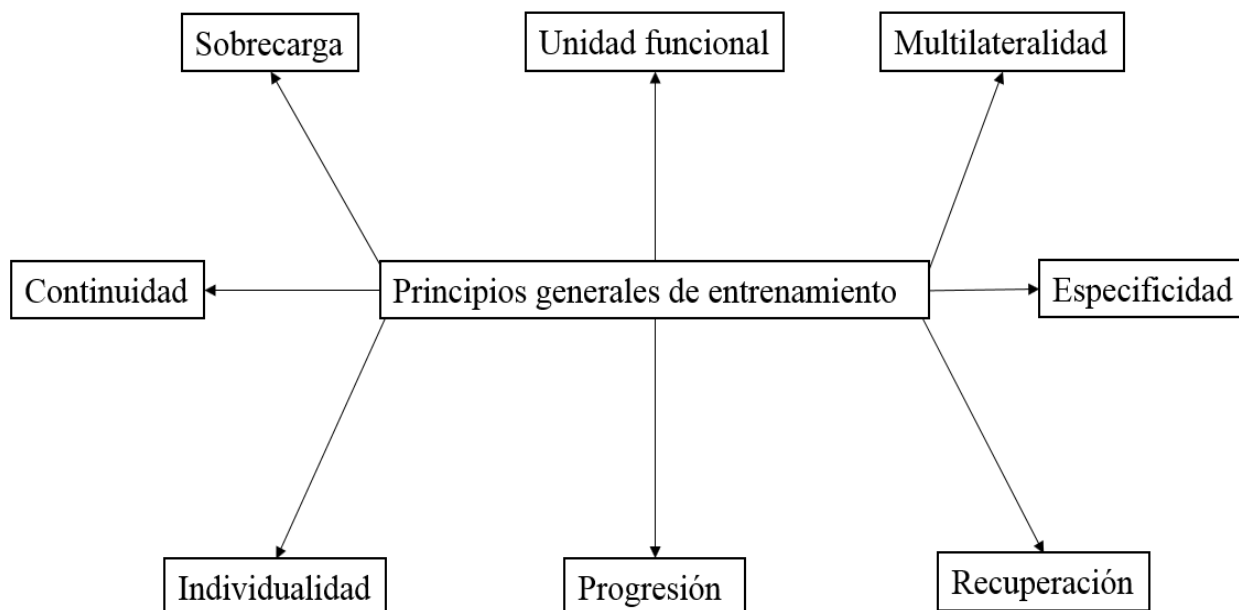 Sobrecarga
Unidad funcional
Multilateralidad
Continuidad
Principios generales de entrenamiento
Especificidad
Individualidad
Progresión
Recuperación